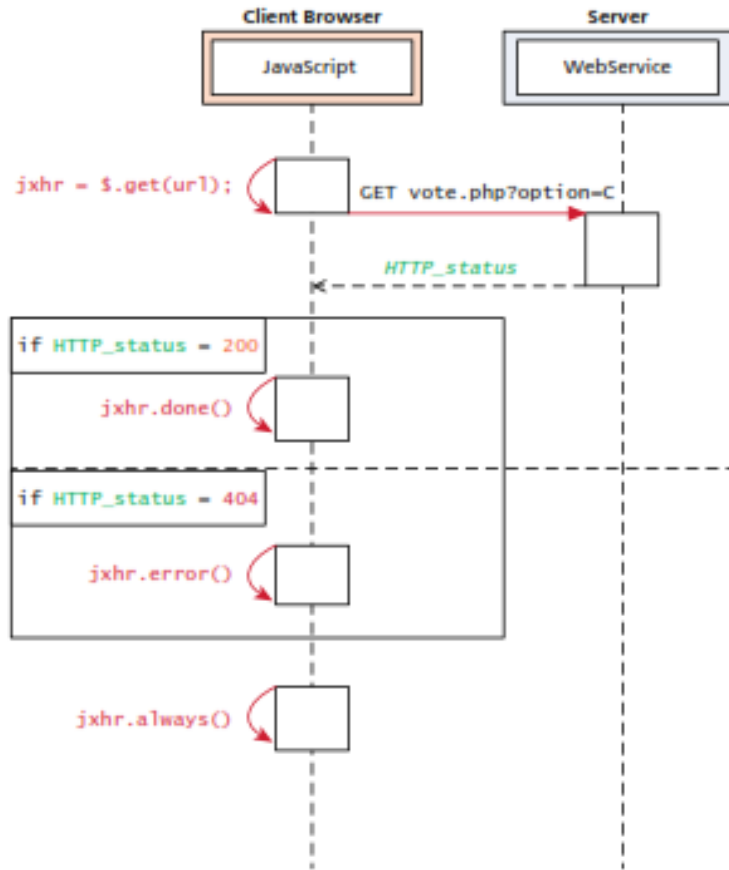 Client Browser
Server
JavaScript
WebService
jxhr = $.get(url);
GET vote.php?option=C
HTTP_status
if HTTP_status = 200
jxhr.done()
if HTTP_status = 404
jxhr.error()
jxhr.always()